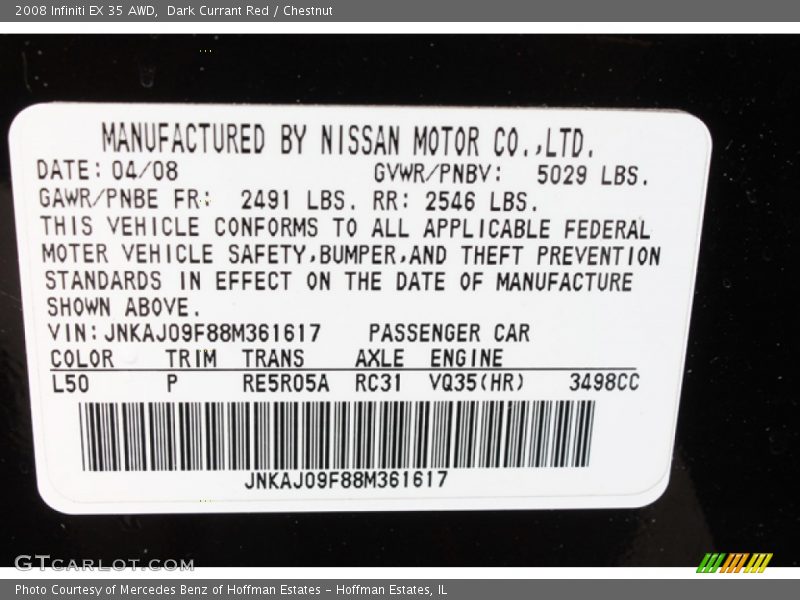 2008 Infiniti EX 35 AWD,  Dark Currant Red / Chestnut
MANUFACTURED BY NISSAN MOTOR CO.,LTD.
DATE: 04/08 GVWR/PNBV: 5029 LBS.
GAWR/PNBE FR: 2491 LBS. RR: 2546 LBS.
THIS VEHICLE CONFORMS TO ALL APPLICABLE FEDERAL
MOTER VEHICLE SAFETY,BUMPER,AND THEFT PREVENTION
STANDARDS IN EFFECT ON THE DATE OF MANUFACTURE
SHOWN ABOVE.
VIN: JNKAJ09F88M361617 PASSENGER CAR
COLOR TRIM TRANS AXLE ENGINE
L50 P RE5R05A RC31 VQ35(HR) 3498CC
JNKAJ09F88M361617
GTCARLOT.COM
Photo Courtesy of Mercedes Benz of Hoffman Estates - Hoffman Estates, IL